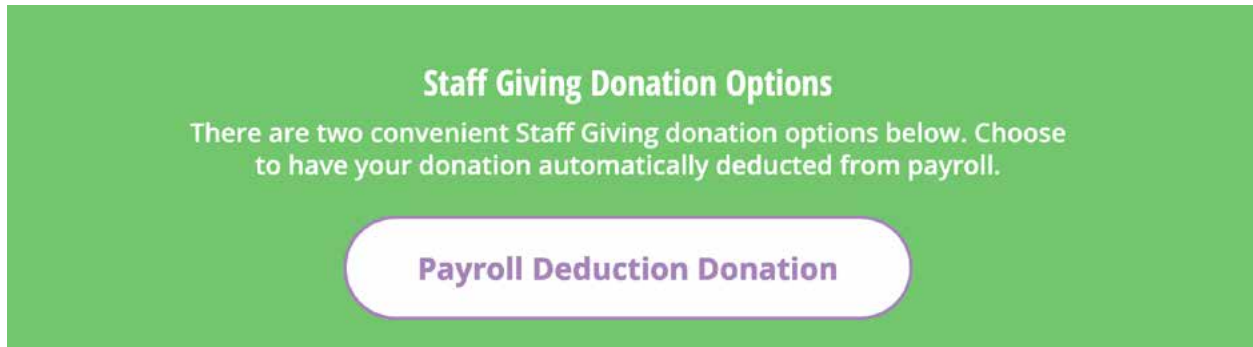 Staff Giving Donation Options
There are two convenient Staff Giving donation options below. Choose
to have your donation automatically deducted from payroll.
Payroll Deduction Donation